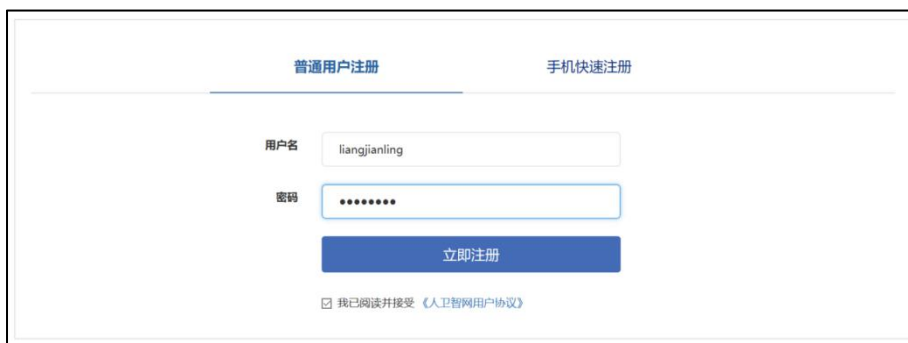 普通用户注册 手机快速注册
用户名 liangjianling
密码 ••••••••
立即注册
我已阅读并接受 《人卫智网用户协议》